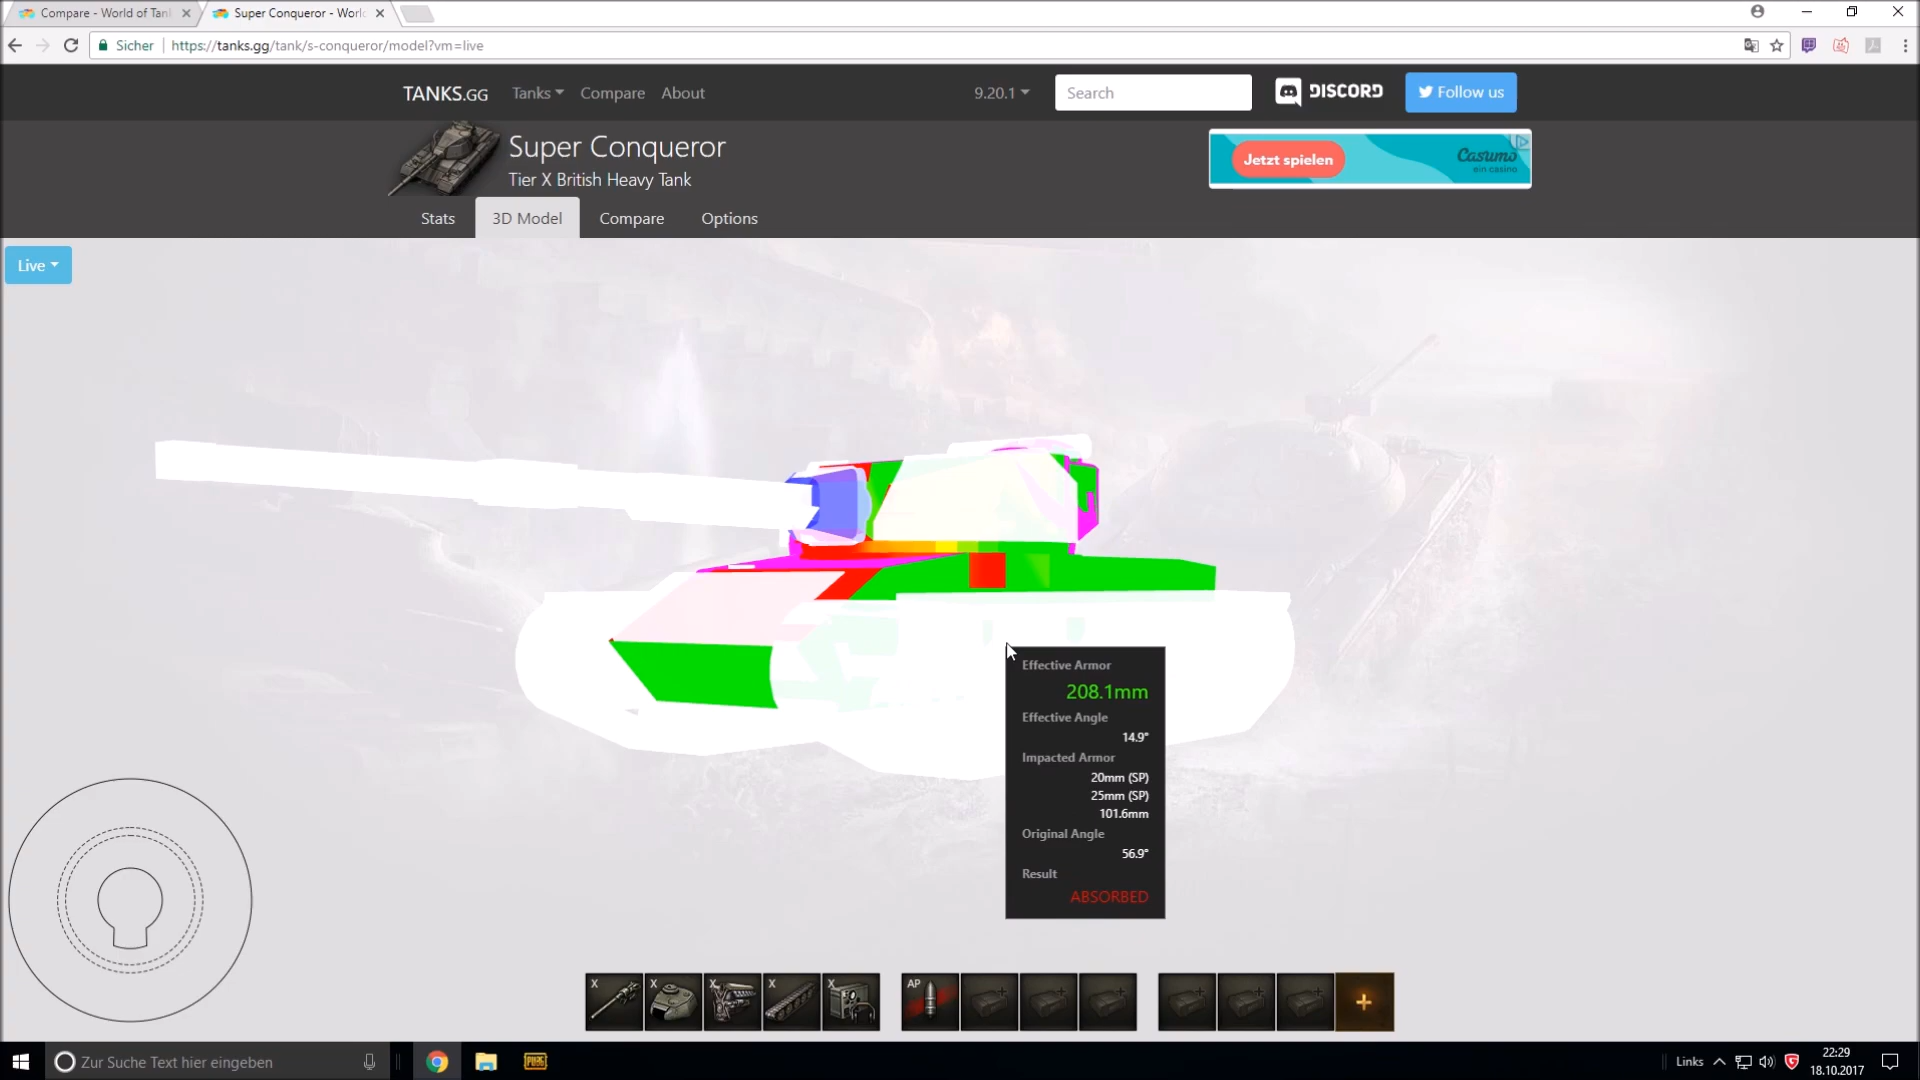 Compare - World of Tan
Super Conqueror - Worl
Sicher
https://tanks.gg/tank/s-conqueror/model?vm=live
TANKS.GG
Tanks
Compare
About
9.20.1
Search
DISCORD
Follow us
Super Conqueror
Tier X British Heavy Tank
Jetzt spielen
Casumo
ein casino
Stats
3D Model
Compare
Options
Live
Effective Armor
208.1mm
Effective Angle
14.9°
Impacted Armor
20mm (SP)
25mm (SP)
101.6mm
Original Angle
56.9°
Result
ABSORBED
X
X
X
X
X
AP
Zur Suche Text hier eingeben
PUBG
Links
22:29
18.10.2017